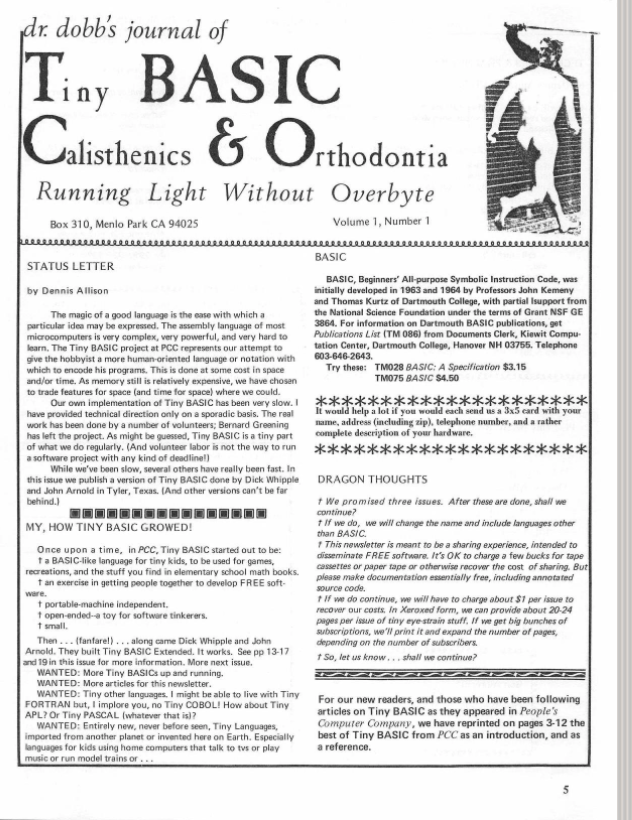 dr. dobb's journal of
Tiny BASIC
Calisthenics & Orthodontia
Running Light Without Overbyte
Box 310, Menlo Park CA 94025
Volume 1, Number 1
STATUS LETTER
by Dennis Allison
The magic of a good language is the ease with which a
particular idea may be expressed. The assembly language of most
microcomputers is very complex, very powerful, and very hard to
learn. The Tiny BASIC project at PCC represents our attempt to
give the hobbyist a more human-oriented language or notation with
which to encode his programs. This is done at some cost in space
and/or time. As memory still is relatively expensive, we have chosen
to trade features for space (and time for space) where we could.
Our own implementation of Tiny BASIC has been very slow. I
have provided technical direction only on a sporadic basis. The real
work has been done by a number of volunteers; Bernard Greening
has left the project. As might be guessed, Tiny BASIC is a tiny part
of what we do regularly. (And volunteer labor is not the way to run
a software project with any kind of deadline!)
While we've been slow, several others have really been fast. In
this issue we publish a version of Tiny BASIC done by Dick Whipple
and John Arnold in Tyler, Texas. (And other versions can't be far
behind.)
MY, HOW TINY BASIC GROWED!
Once upon a time, in PCC, Tiny BASIC started out to be:
† a BASIC-like language for tiny kids, to be used for games,
recreations, and the stuff you find in elementary school math books.
† an exercise in getting people together to develop FREE soft-
ware.
† portable-machine independent.
† open-ended--a toy for software tinkerers.
† small.
Then . . . (fanfare!) . . . along came Dick Whipple and John
Arnold. They built Tiny BASIC Extended. It works. See pp 13-17
and 19 in this issue for more information. More next issue.
WANTED: More Tiny BASICs up and running.
WANTED: More articles for this newsletter.
WANTED: Tiny other languages. I might be able to live with Tiny
FORTRAN but, I implore you, no Tiny COBOL! How about Tiny
APL? Or Tiny PASCAL (whatever that is)?
WANTED: Entirely new, never before seen, Tiny Languages,
imported from another planet or invented here on Earth. Especially
languages for kids using home computers that talk to tvs or play
music or run model trains or . . .
BASIC
BASIC, Beginners' All-purpose Symbolic Instruction Code, was
initially developed in 1963 and 1964 by Professors John Kemeny
and Thomas Kurtz of Dartmouth College, with partial lsupport from
the National Science Foundation under the terms of Grant NSF GE
3864. For information on Dartmouth BASIC publications, get
Publications List (TM 086) from Documents Clerk, Kiewit Compu-
tation Center, Dartmouth College, Hanover NH 03755. Telephone
603-646-2643.
Try these: TM028 BASIC: A Specification $3.15
TM075 BASIC $4.50
It would help a lot if you would each send us a 3x5 card with your
name, address (including zip), telephone number, and a rather
complete description of your hardware.
DRAGON THOUGHTS
† We promised three issues. After these are done, shall we
continue?
† If we do, we will change the name and include languages other
than BASIC.
† This newsletter is meant to be a sharing experience, intended to
disseminate FREE software. It's OK to charge a few bucks for tape
cassettes or paper tape or otherwise recover the cost of sharing. But
please make documentation essentially free, including annotated
source code.
† If we do continue, we will have to charge about $1 per issue to
recover our costs. In Xeroxed form, we can provide about 20-24
pages per issue of tiny eye-strain stuff. If we get big bunches of
subscriptions, we'll print it and expand the number of pages,
depending on the number of subscribers.
† So, let us know . . . shall we continue?
For our new readers, and those who have been following
articles on Tiny BASIC as they appeared in People's
Computer Company, we have reprinted on pages 3-12 the
best of Tiny BASIC from PCC as an introduction, and as
a reference.
5